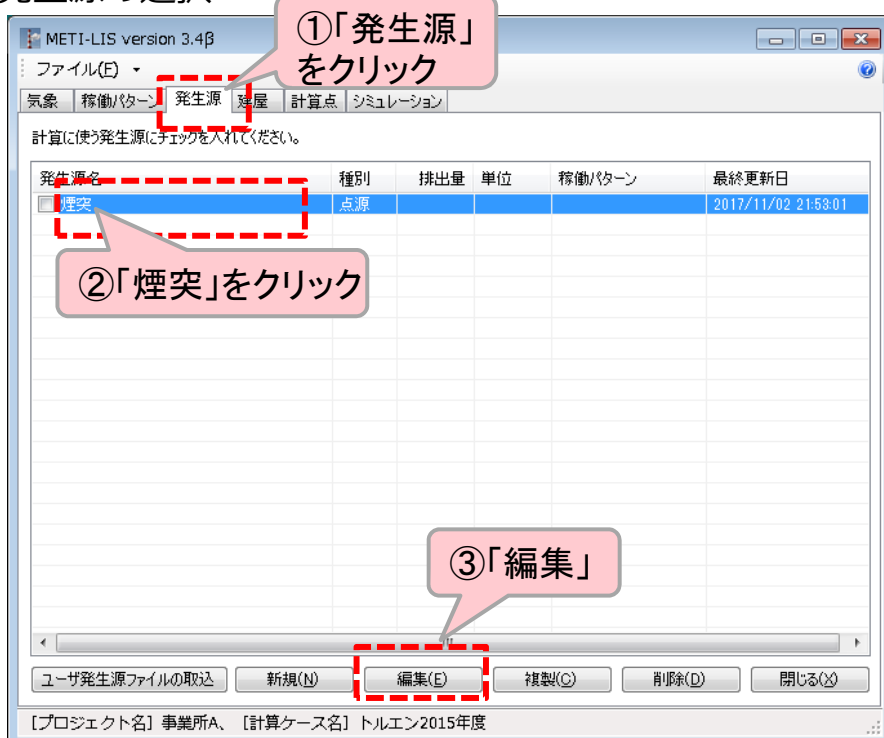 発生源の選択
METI-LIS version 3.4β
①「発生源」
をクリック
ファイル(F)
気象 稼働パターン 発生源 建屋 計算点 シミュレーション
計算に使う発生源にチェックを入れてください。
発生源名 種別 排出量 単位 稼働パターン 最終更新日
煙突 点源 2017/11/02 21:53:01
②「煙突」をクリック
③「編集」
ユーザ発生源ファイルの取込 新規(N) 編集(E) 複製(C) 削除(D) 閉じる(X)
[プロジェクト名] 事業所A、 [計算ケース名] トルエン2015年度